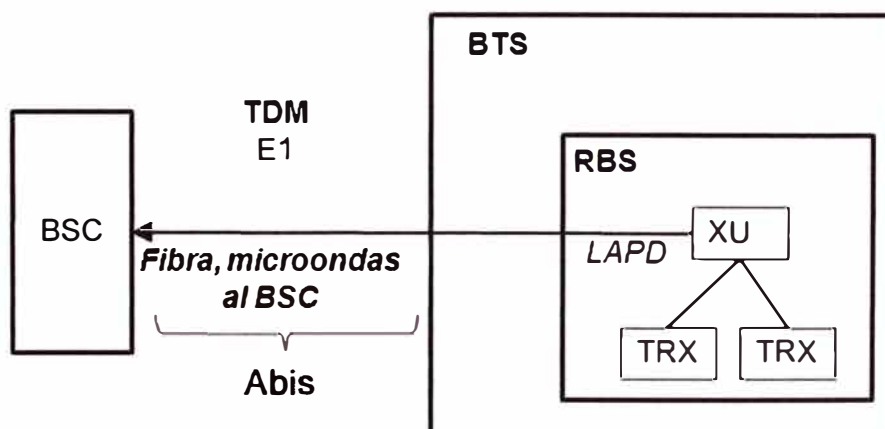 BTS
TDM
E1
RBS
BSC
XU
LAPD
Fibra, microondas
al BSC
TRX
TRX
Abis